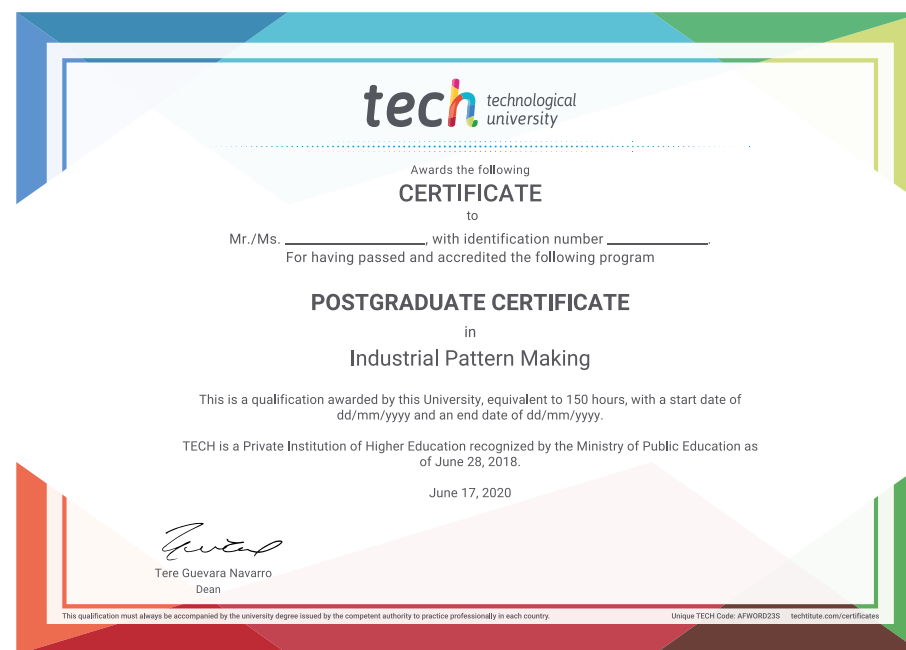 tech technological
university
Awards the following
CERTIFICATE
to
Mr./Ms. ____________________, with identification number ______________.
For having passed and accredited the following program
POSTGRADUATE CERTIFICATE
in
Industrial Pattern Making
This is a qualification awarded by this University, equivalent to 150 hours, with a start date of
dd/mm/yyyy and an end date of dd/mm/yyyy.
TECH is a Private Institution of Higher Education recognized by the Ministry of Public Education as
of June 28, 2018.
June 17, 2020
Tere Guevara Navarro
Dean
This qualification must always be accompanied by the university degree issued by the competent authority to practice professionally in each country. Unique TECH Code: AFWORD23S techtitute.com/certificates